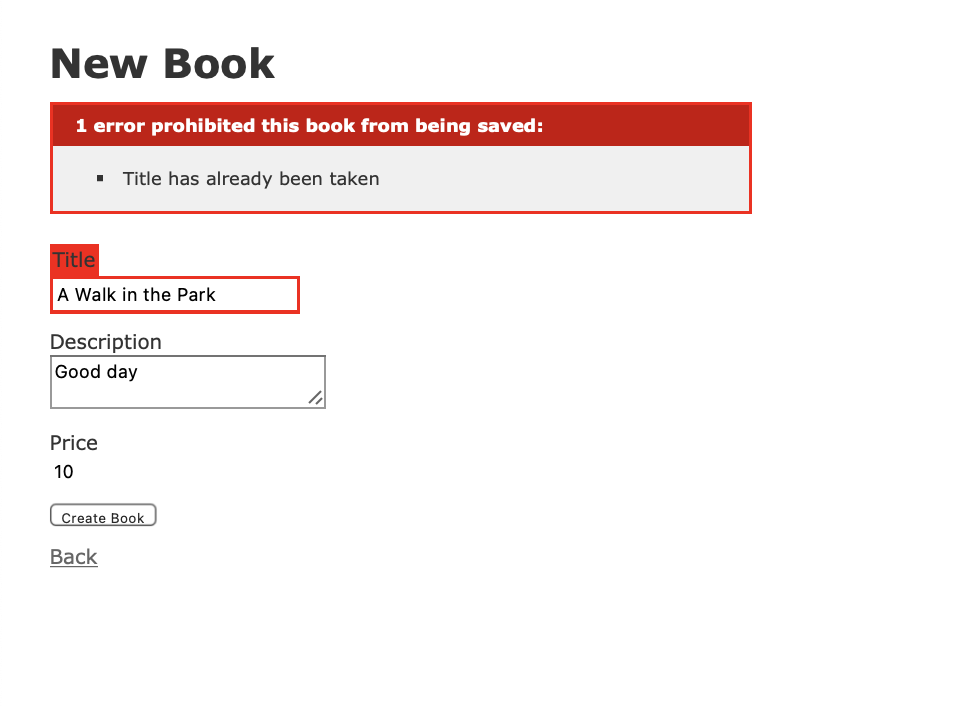 New Book
1 error prohibited this book from being saved:
Title has already been taken
Title
A Walk in the Park
Description
Good day
Price
10
Create Book
Back